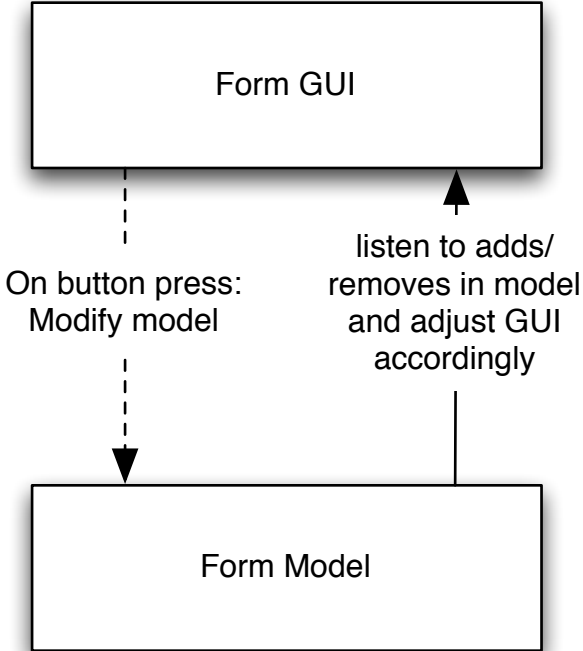 Form GUI
On button press:
Modify model
listen to adds/
removes in model
and adjust GUI
accordingly
Form Model